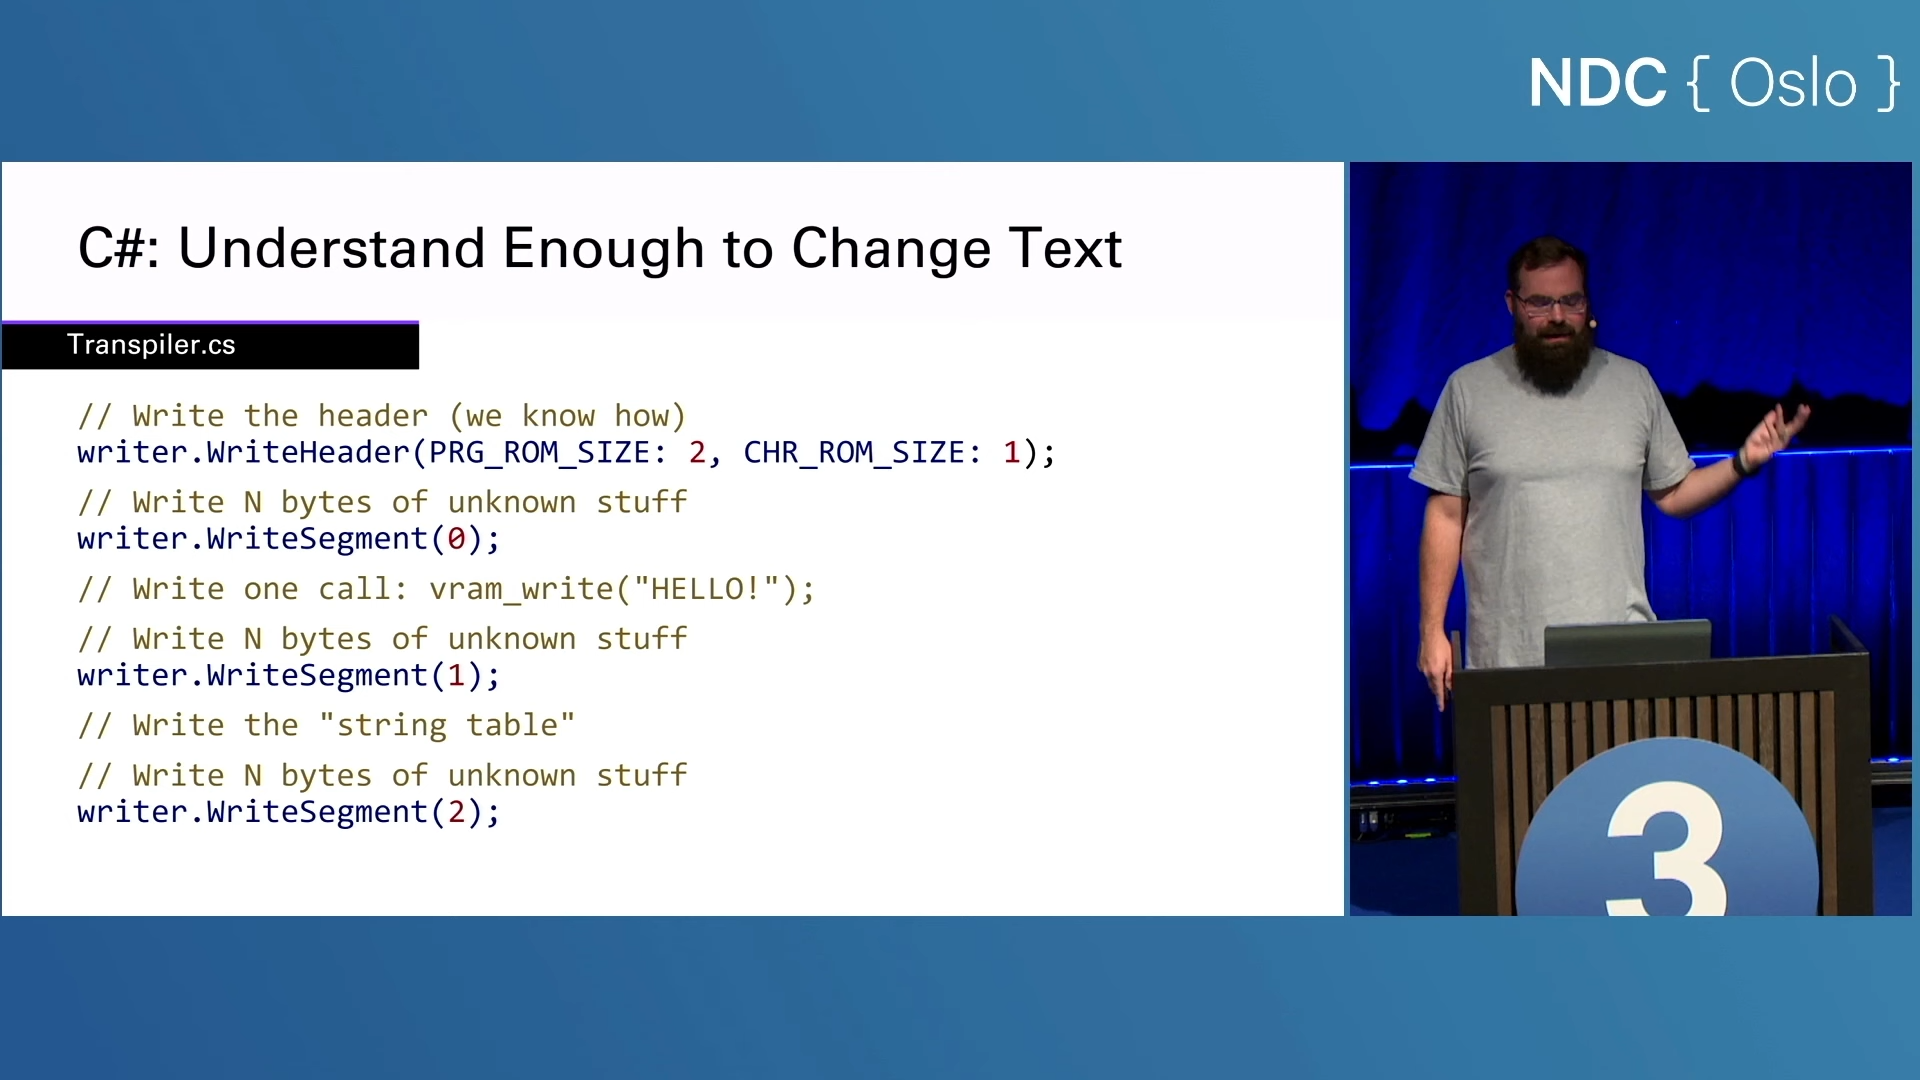 NDC { Oslo }
C#: Understand Enough to Change Text
Transpiler.cs
// Write the header (we know how)
writer.WriteHeader(PRG_ROM_SIZE: 2, CHR_ROM_SIZE: 1);
// Write N bytes of unknown stuff
writer.WriteSegment(0);
// Write one call: vram_write("HELLO!");
// Write N bytes of unknown stuff
writer.WriteSegment(1);
// Write the "string table"
// Write N bytes of unknown stuff
writer.WriteSegment(2);
3